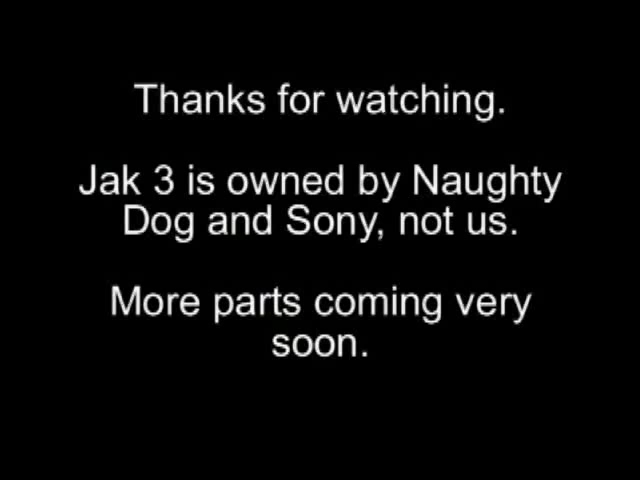 Thanks for watching.
Jak 3 is owned by Naughty
Dog and Sony, not us.
More parts coming very
soon.